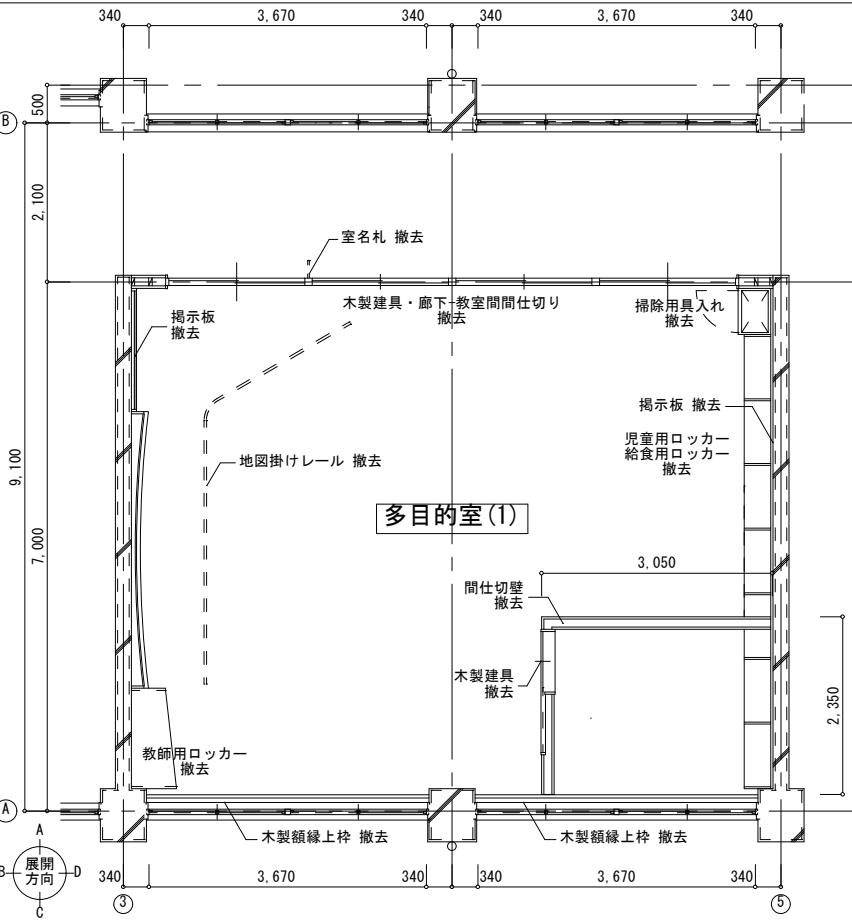 340 3,670 340 340 3,670 340
500
B
2,100
室名札 撤去
木製建具・廊下-教室間間仕切り
撤去
掃除用具入れ
撤去
掲示板
撤去
掲示板 撤去
児童用ロッカー
給食用ロッカー
撤去
地図掛けレール 撤去
9,100
7,000
多目的室(1)
3,050
間仕切壁
撤去
木製建具
撤去
2,350
教師用ロッカー
撤去
A
木製額縁上枠 撤去
木製額縁上枠 撤去
A
B 展開 D
方向
C
340 3,670 340 340 3,670 340
3 5